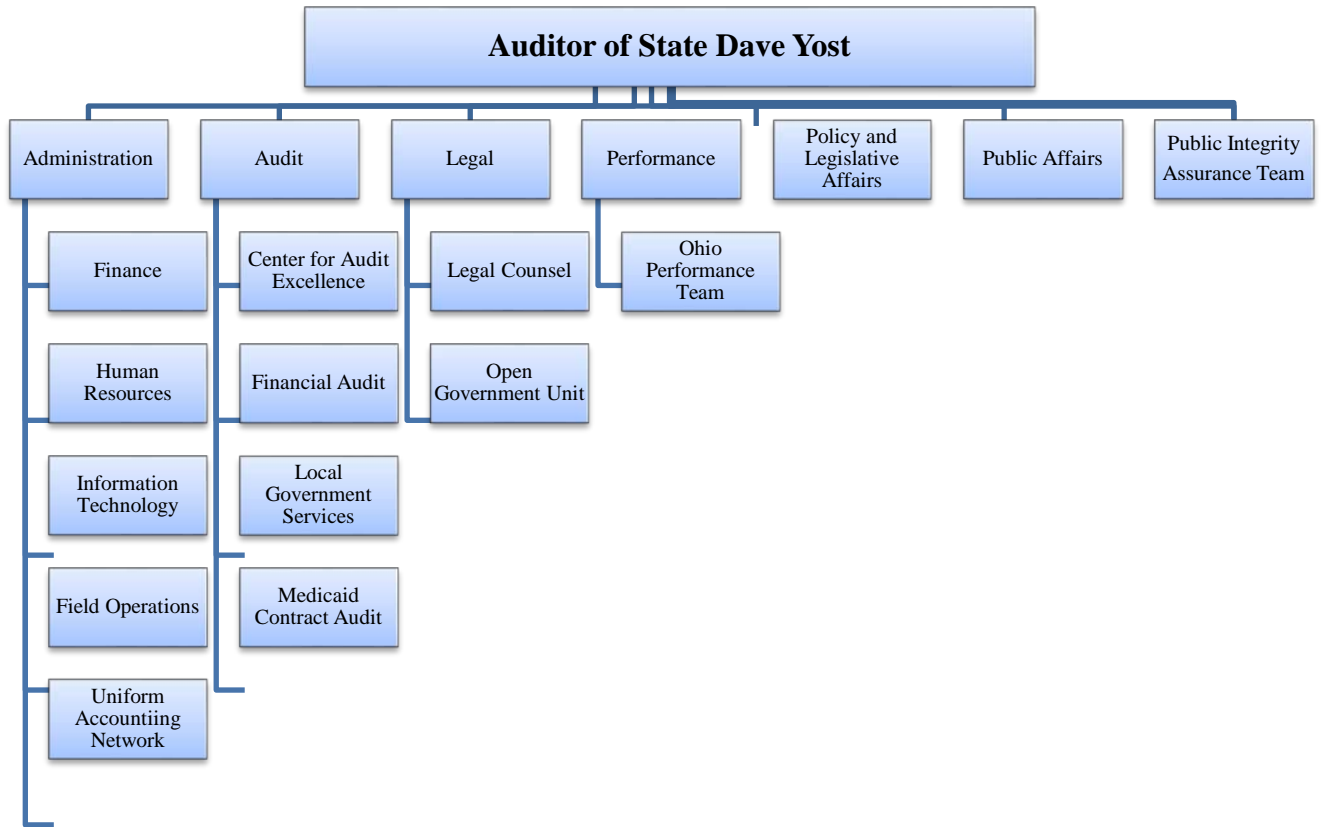 Auditor of State Dave Yost
Administration
Audit
Legal
Performance
Policy and
Legislative
Affairs
Public Affairs
Public Integrity
Assurance Team
Finance
Human
Resources
Information
Technology
Field Operations
Uniform
Accountiing
Network
Center for Audit
Excellence
Financial Audit
Local
Government
Services
Medicaid
Contract Audit
Legal Counsel
Open
Government Unit
Ohio
Performance
Team